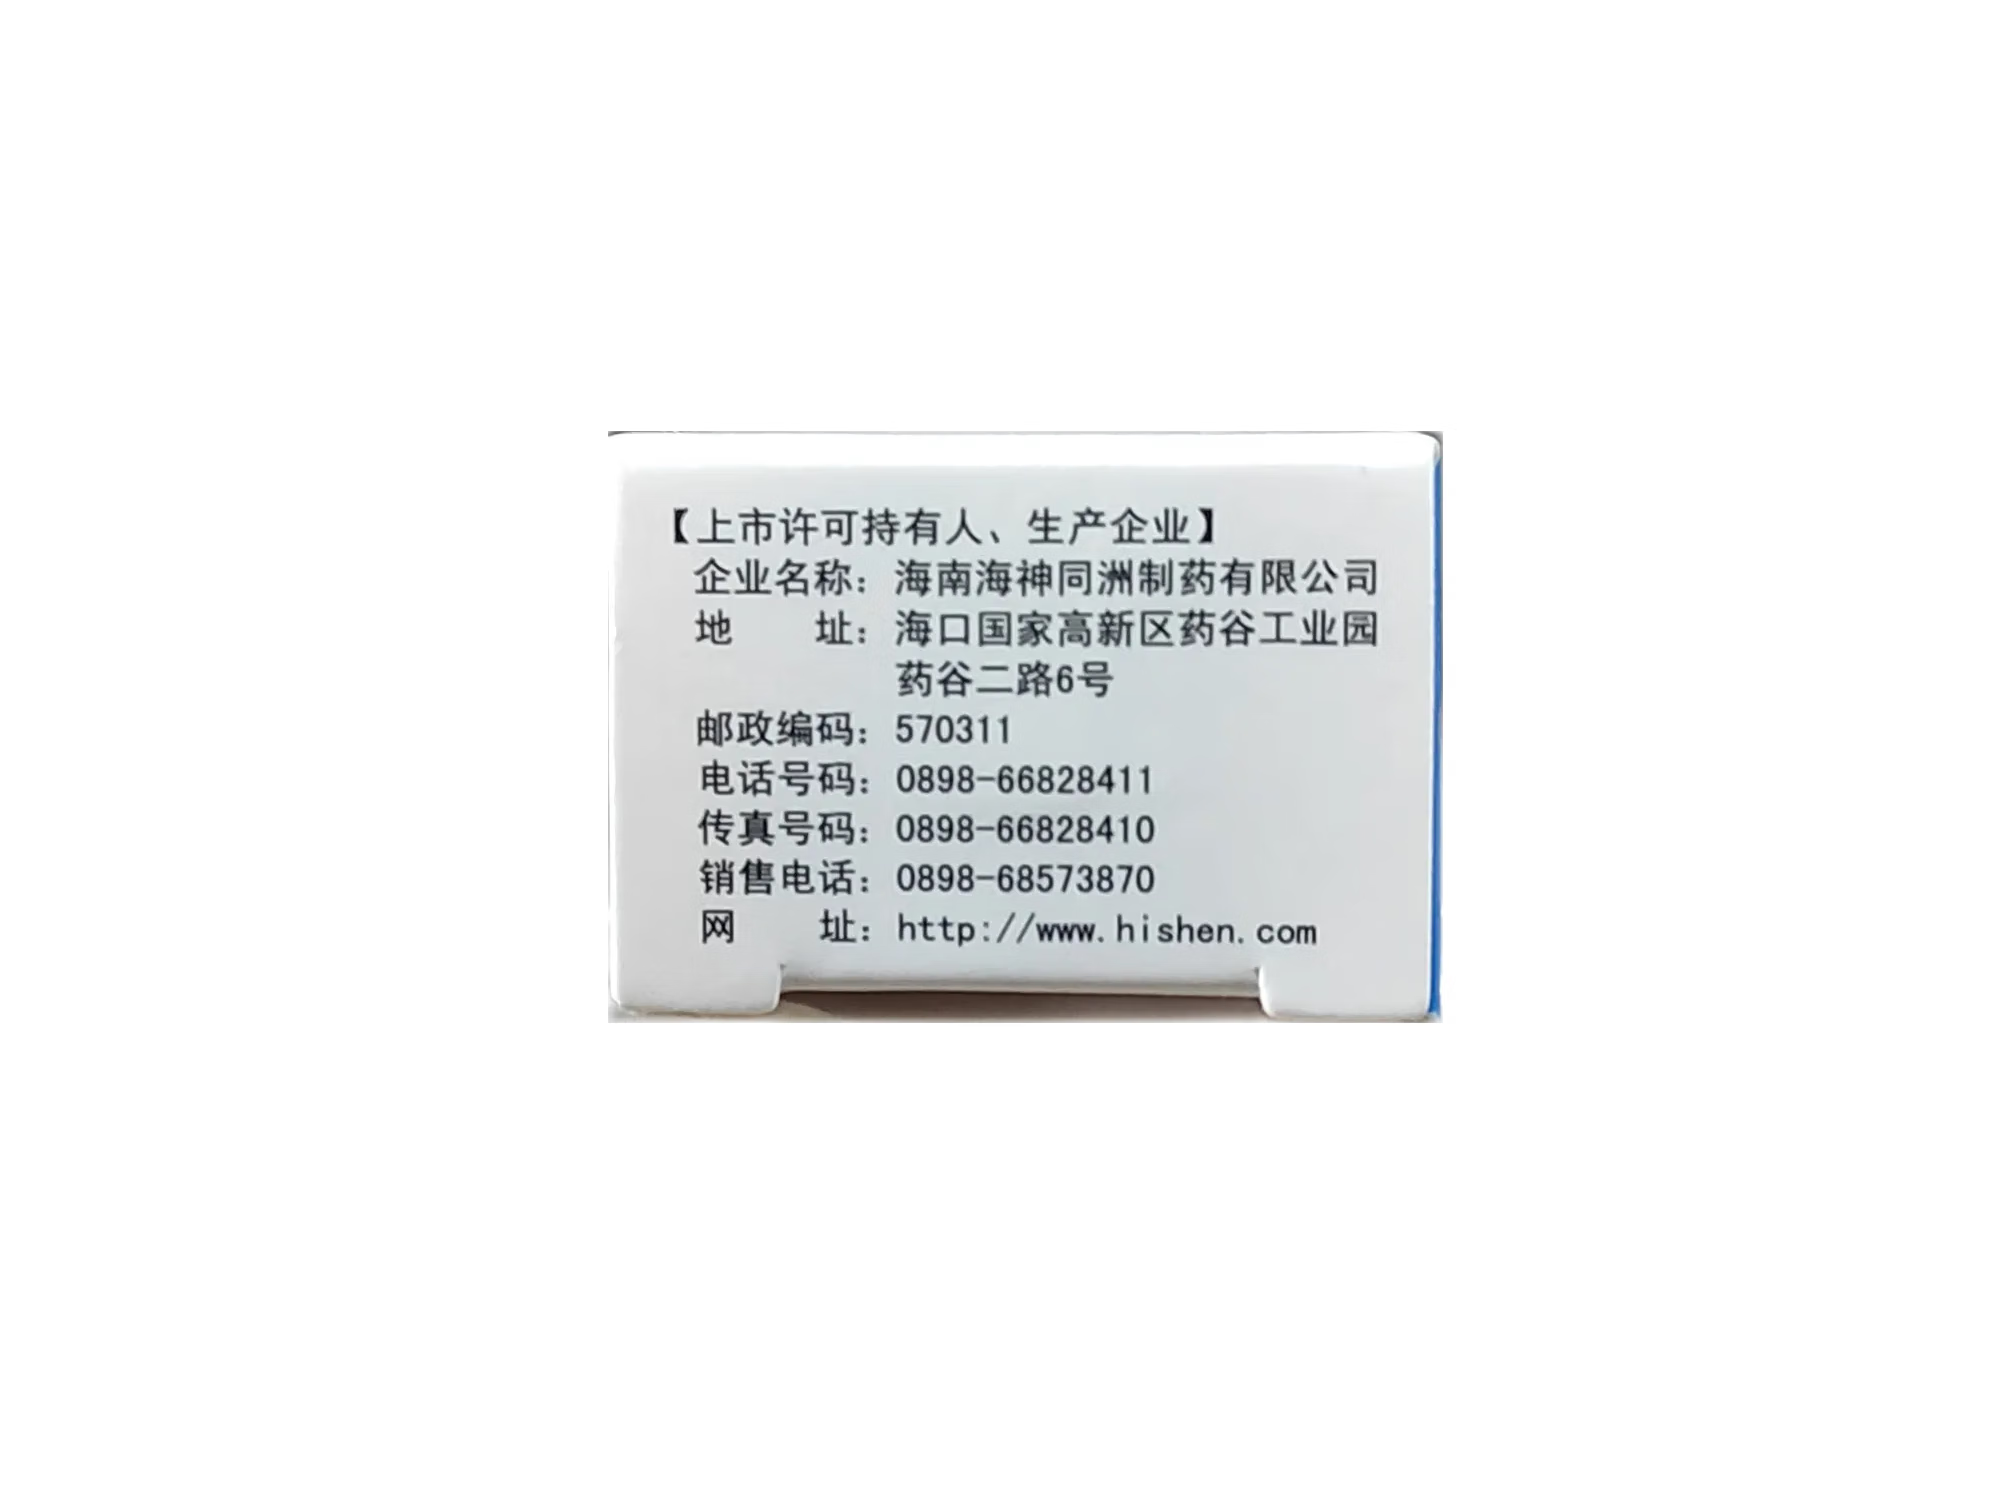 【上市许可持有人、生产企业】
企业名称：海南海神同洲制药有限公司
地　　址：海口国家高新区药谷工业园
药谷二路6号
邮政编码：570311
电话号码：0898-66828411
传真号码：0898-66828410
销售电话：0898-68573870
网　　址：http://www.hishen.com